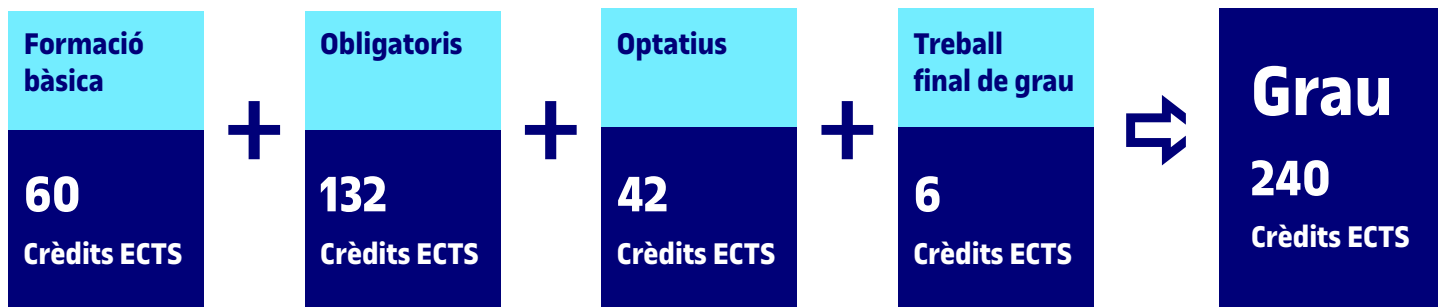 Formació
bàsica
60
Crèdits ECTS
+
Obligatoris
132
Crèdits ECTS
+
Optatius
42
Crèdits ECTS
+
Treball
final de grau
6
Crèdits ECTS
Grau
240
Crèdits ECTS